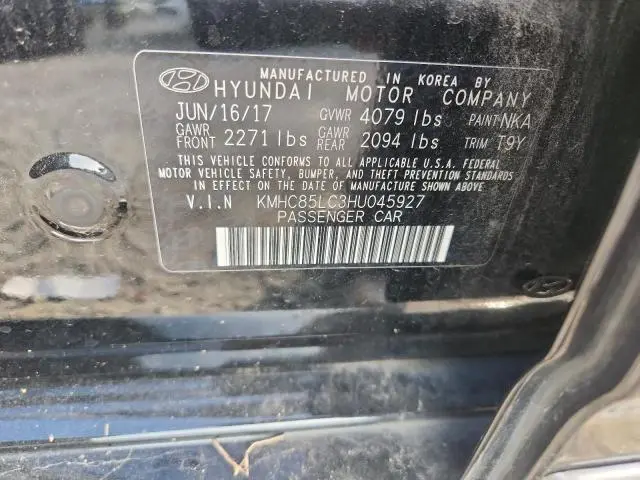 MANUFACTURED IN KOREA BY
HYUNDAI MOTOR COMPANY
JUN/16/17 GVWR 4079 lbs PAINT:NKA
GAWR FRONT 2271 lbs GAWR REAR 2094 lbs TRIM T9Y
THIS VEHICLE CONFORMS TO ALL APPLICABLE U.S.A. FEDERAL
MOTOR VEHICLE SAFETY, BUMPER, AND THEFT PREVENTION STANDARDS
IN EFFECT ON THE DATE OF MANUFACTURE SHOWN ABOVE.
V.I.N KMHC85LC3HU045927
PASSENGER CAR